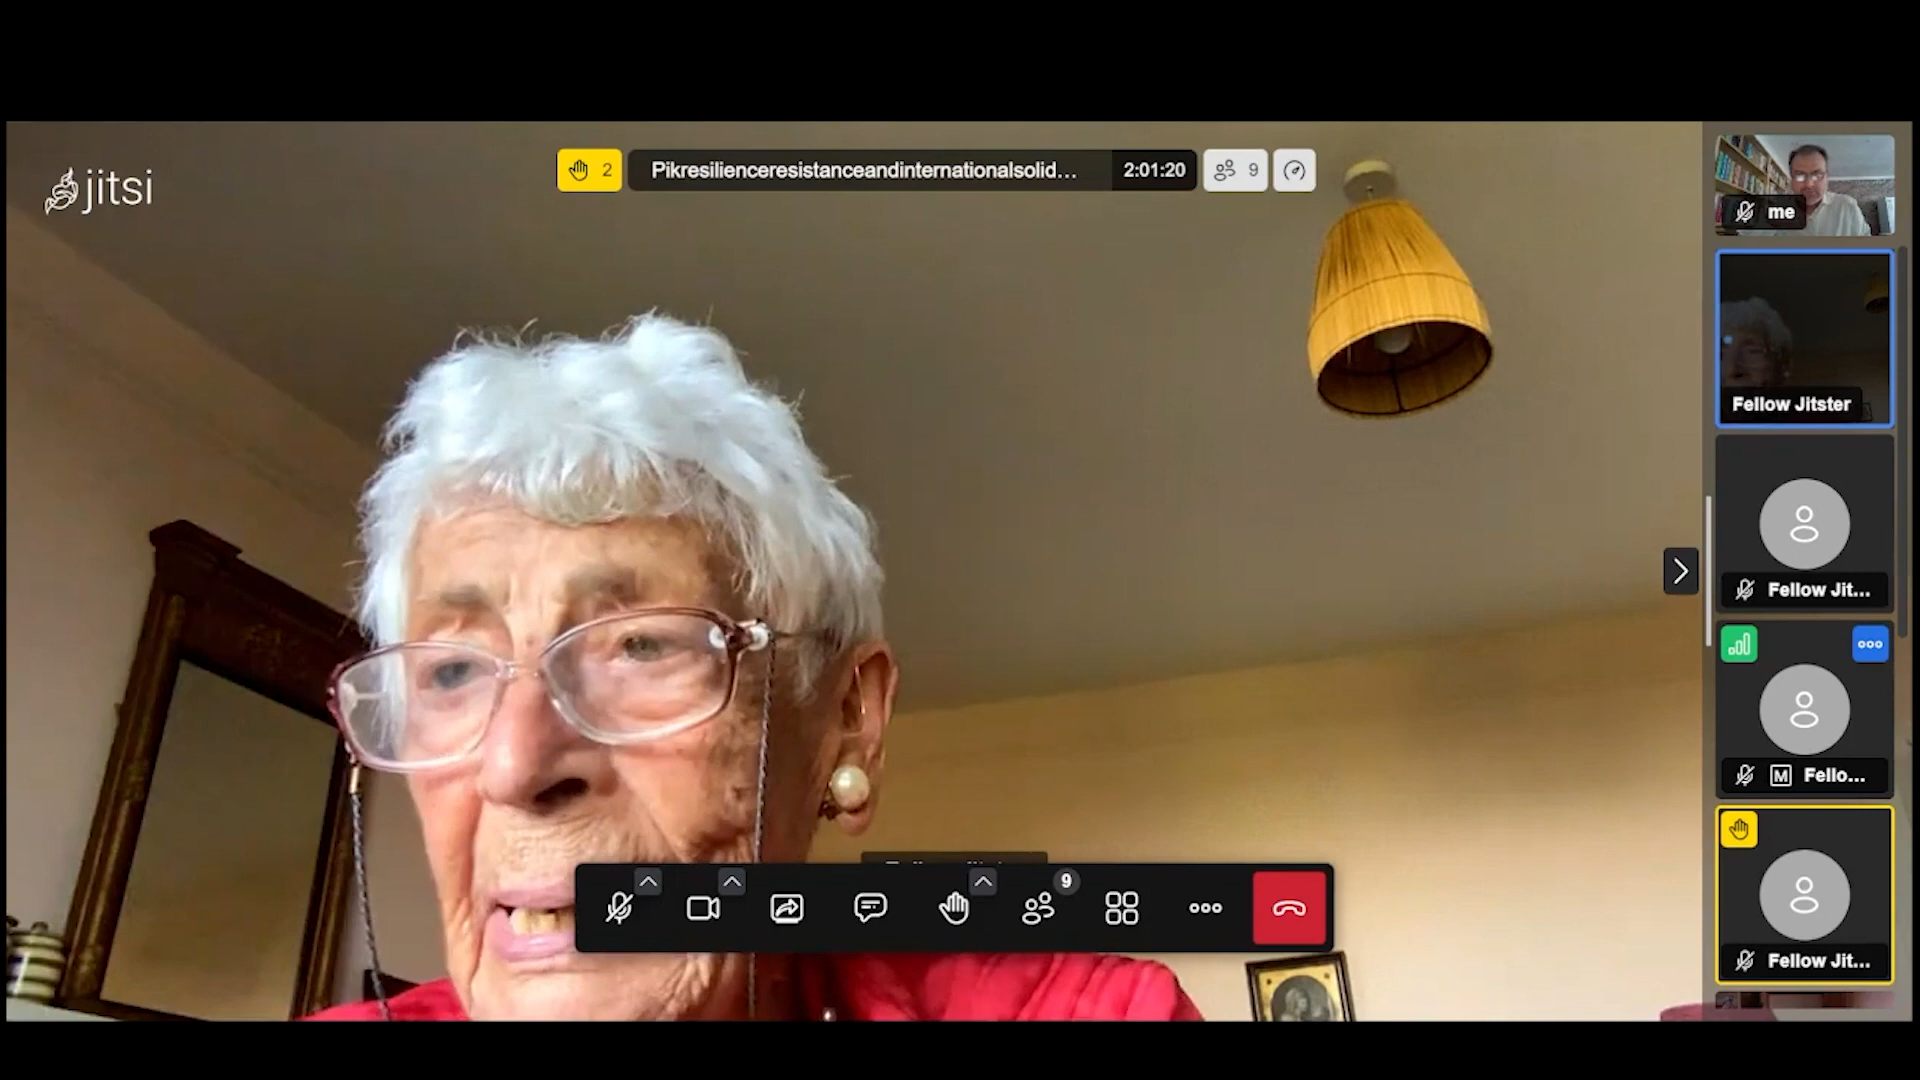 jitsi
2
Pikresilienceresistanceandinternationalsolid...
2:01:20
9
me
Fellow Jitster
Fellow Jit...
M Fello...
Fellow Jit...
9